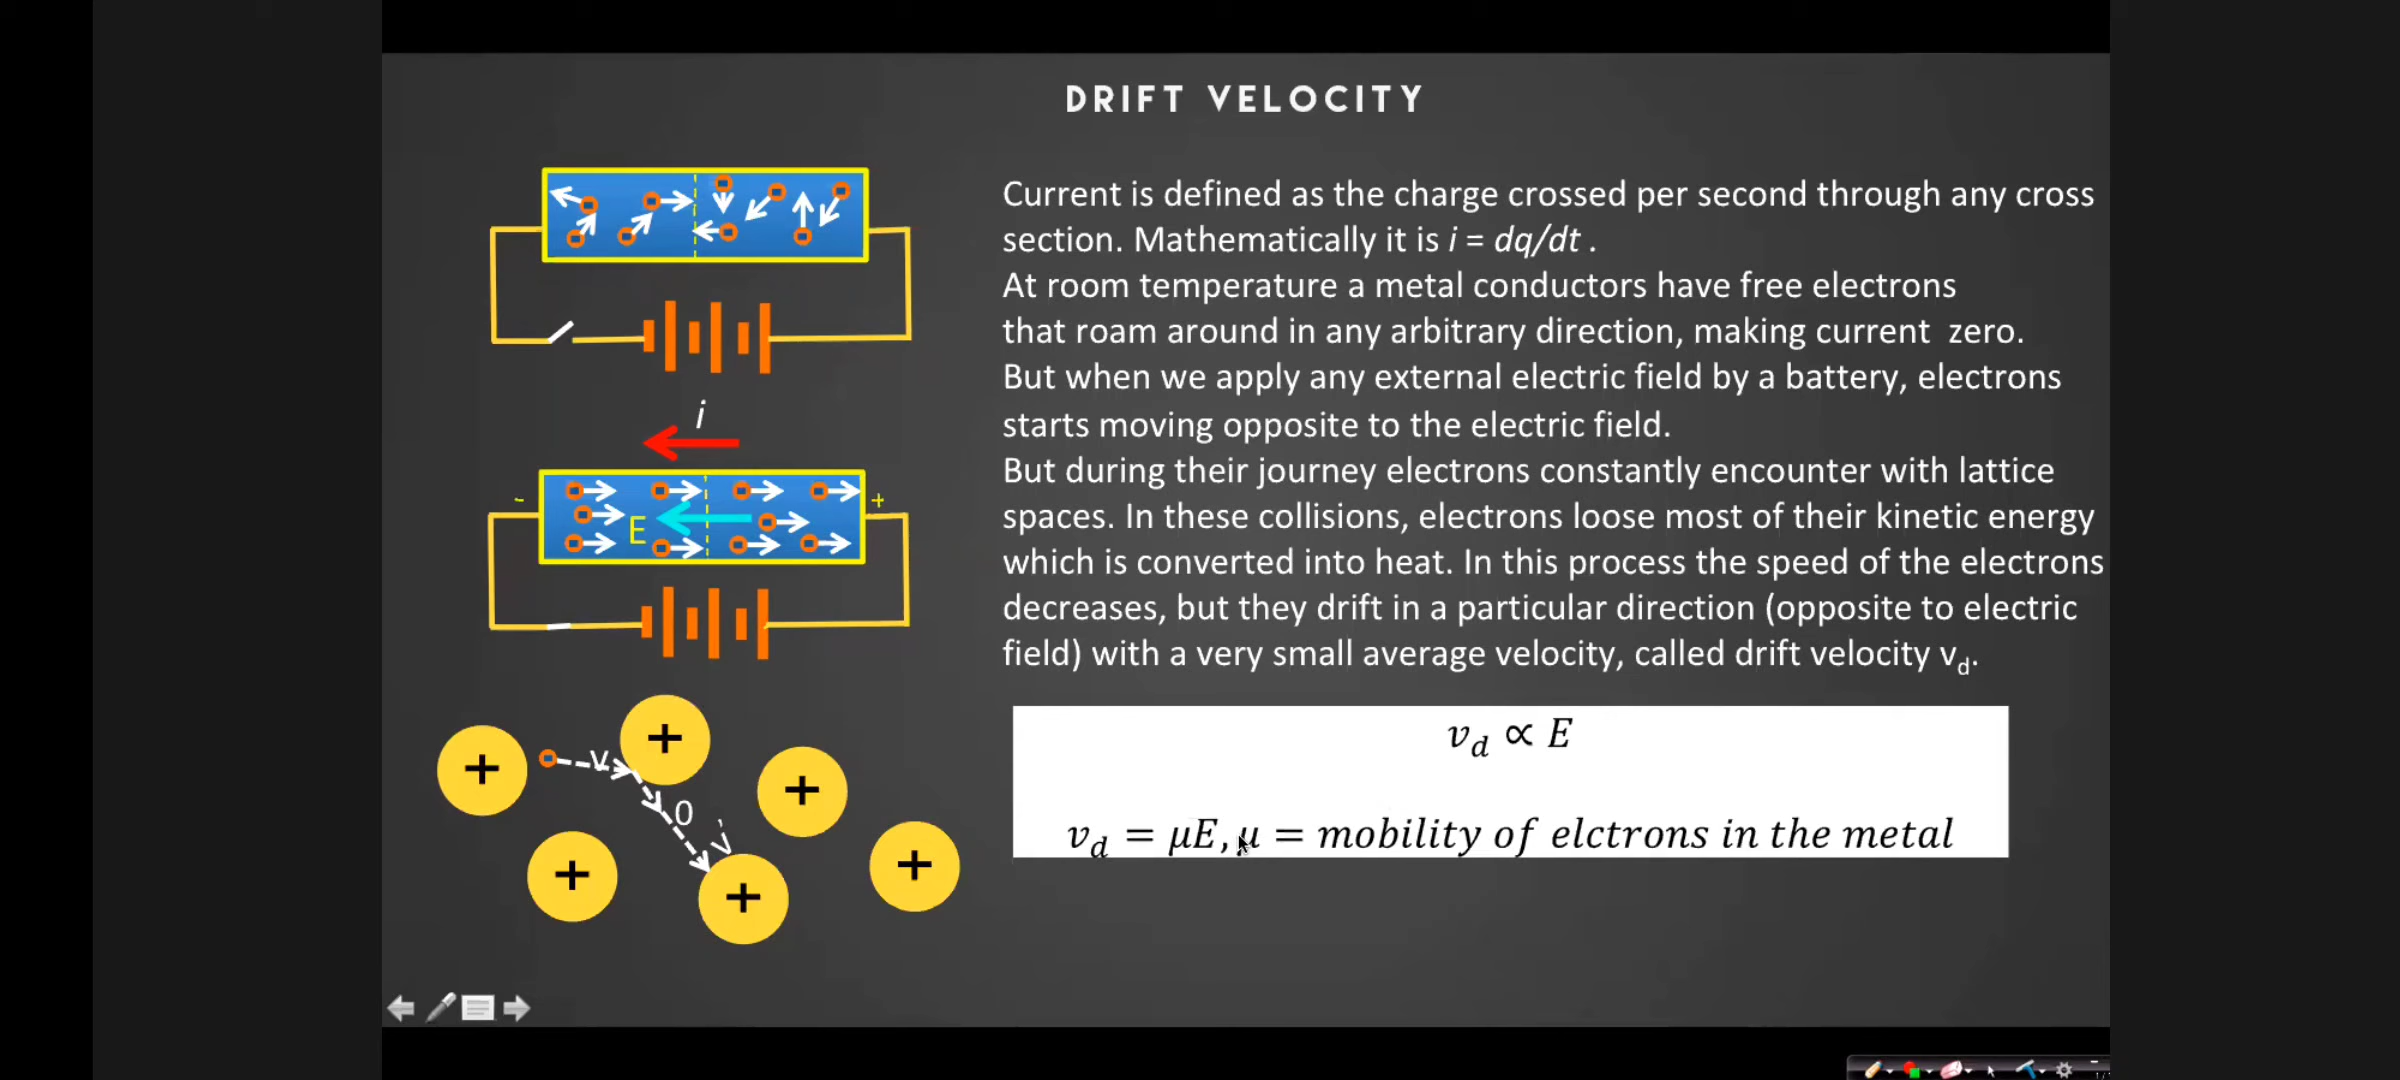 DRIFT VELOCITY
Current is defined as the charge crossed per second through any cross
section. Mathematically it is i = dq/dt .
At room temperature a metal conductors have free electrons
that roam around in any arbitrary direction, making current zero.
But when we apply any external electric field by a battery, electrons
starts moving opposite to the electric field.
But during their journey electrons constantly encounter with lattice
spaces. In these collisions, electrons loose most of their kinetic energy
which is converted into heat. In this process the speed of the electrons
decreases, but they drift in a particular direction (opposite to electric
field) with a very small average velocity, called drift velocity v_d.
v_d ∝ E
v_d = μE, μ = mobility of elctrons in the metal
i
- +
E
+ + + + + +
v
0
v'